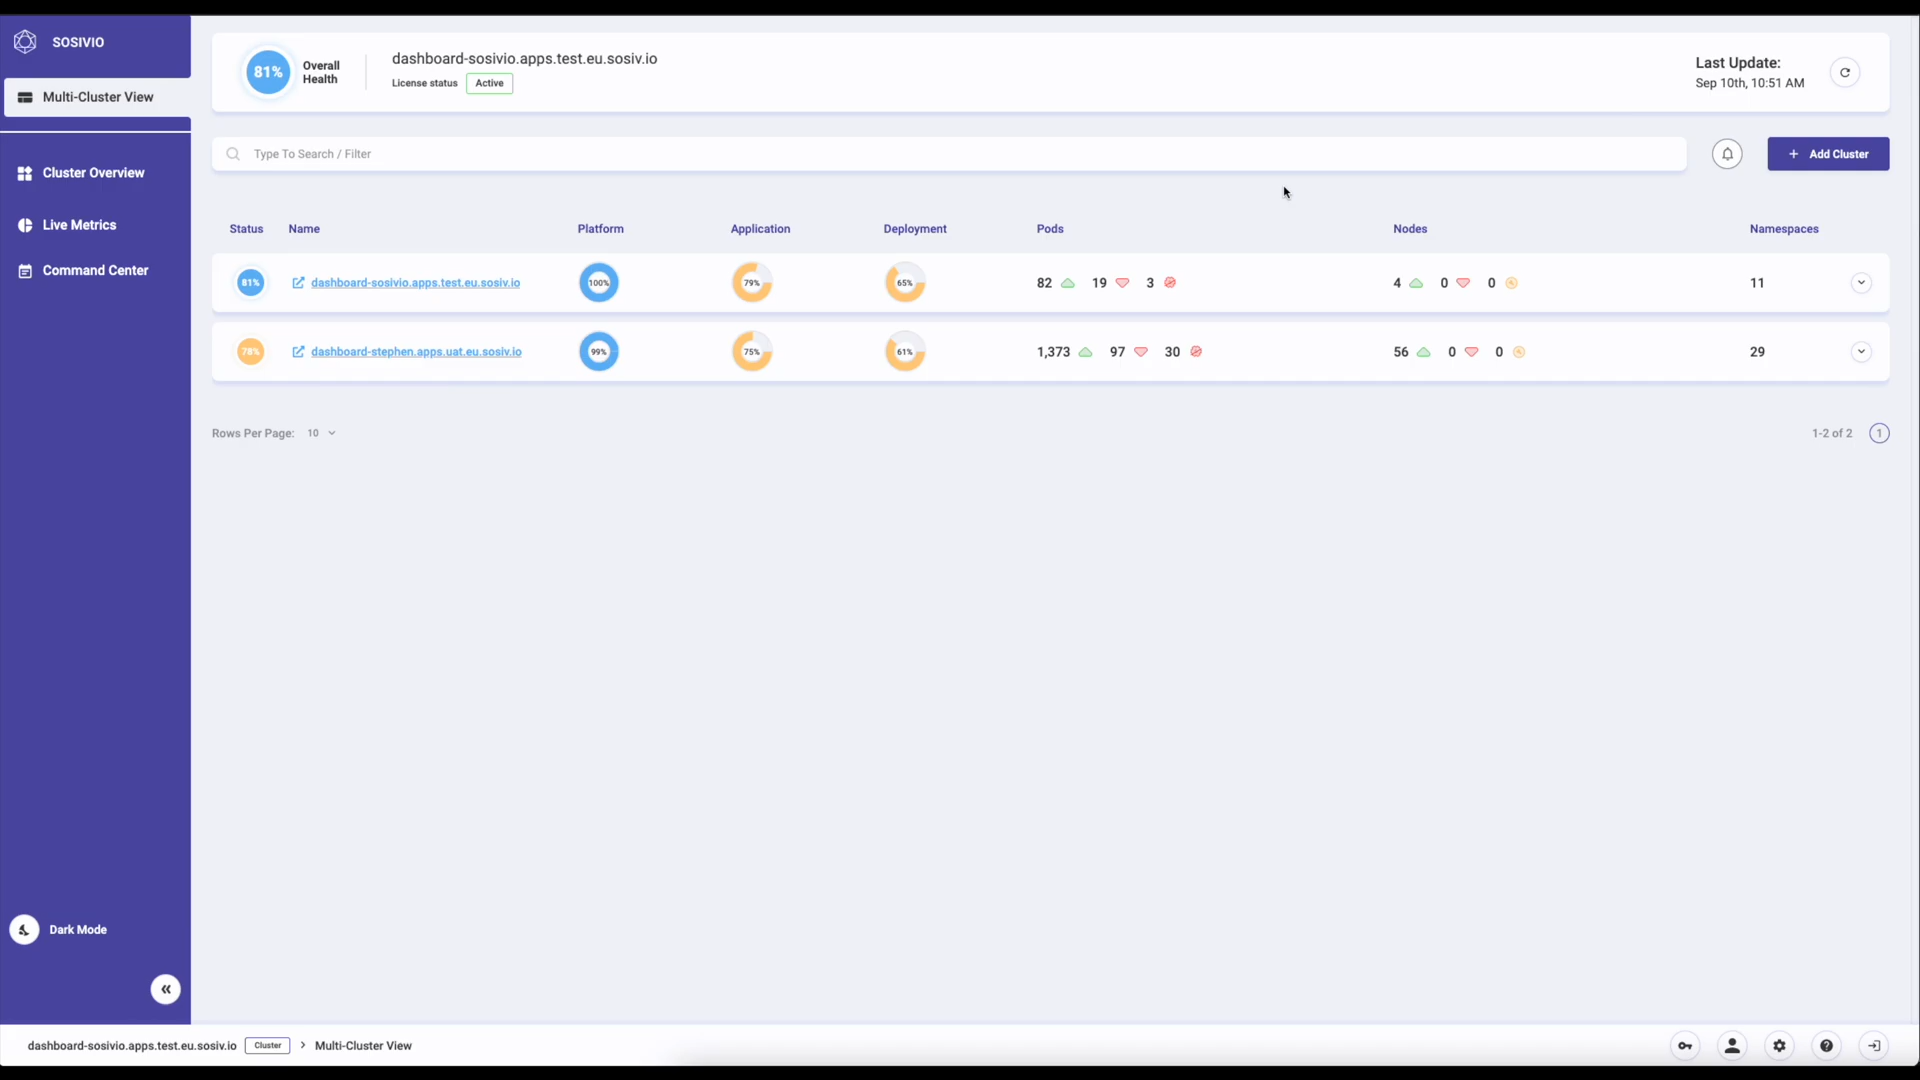 SOSIVIO
Multi-Cluster View
Cluster Overview
Live Metrics
Command Center
Dark Mode
81%
Overall
Health
dashboard-sosivio.apps.test.eu.sosiv.io
License status Active
Last Update:
Sep 10th, 10:51 AM
Type To Search / Filter
+ Add Cluster
Status Name Platform Application Deployment Pods Nodes Namespaces
81% dashboard-sosivio.apps.test.eu.sosiv.io 100% 79% 65% 82 19 3 4 0 0 11
78% dashboard-stephen.apps.uat.eu.sosiv.io 99% 75% 61% 1,373 97 30 56 0 0 29
Rows Per Page: 10 1-2 of 2 1
dashboard-sosivio.apps.test.eu.sosiv.io Cluster > Multi-Cluster View